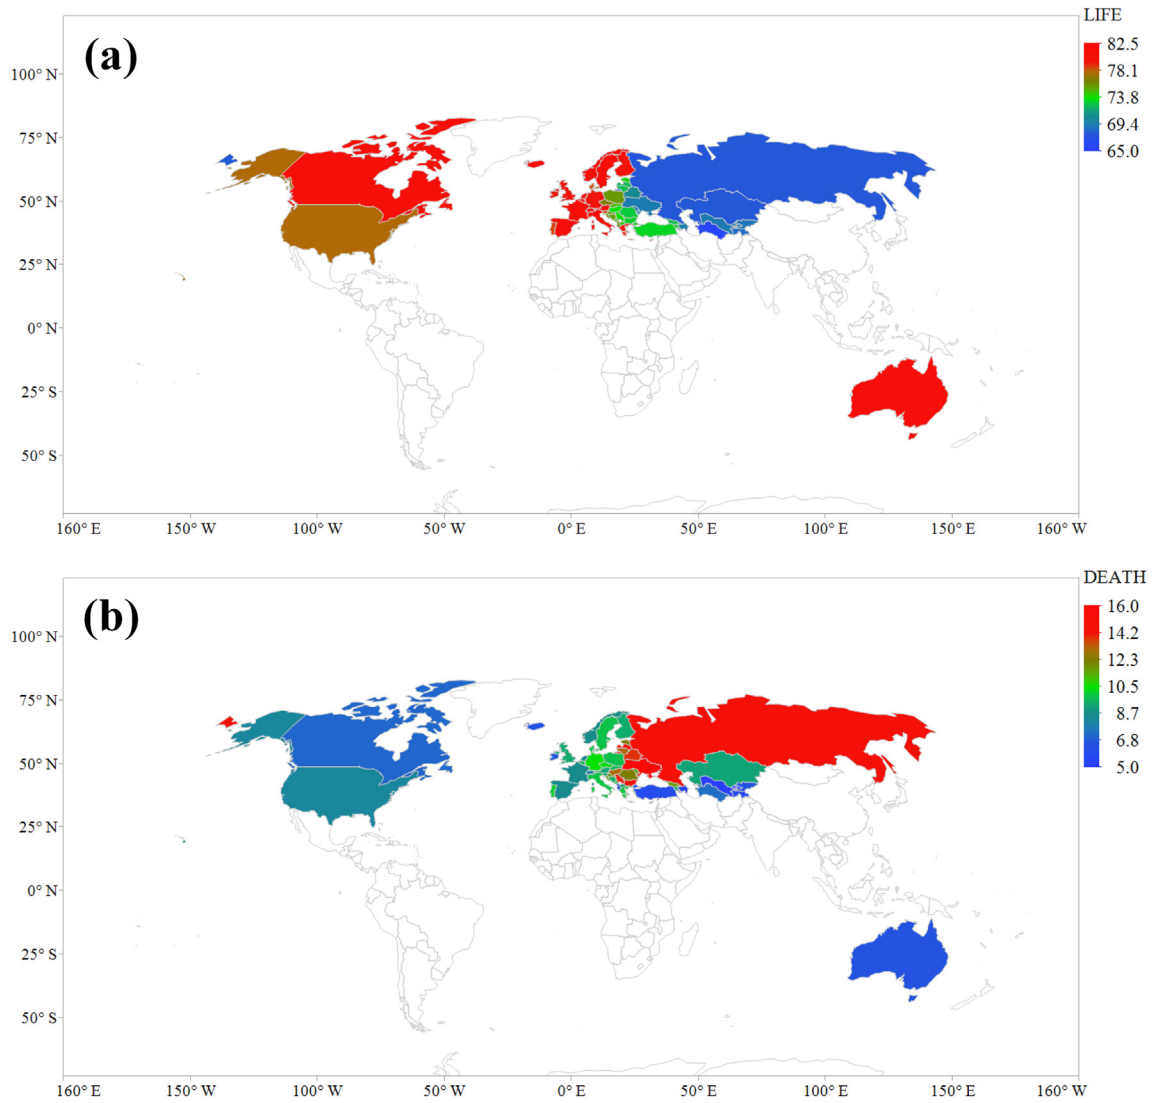 LIFE
(a)
82.5
78.1
73.8
69.4
65.0
100° N
75° N
50° N
25° N
0° N
25° S
50° S
160° E 150° W 100° W 50° W 0° E 50° E 100° E 150° E 160° W
DEATH
(b)
16.0
14.2
12.3
10.5
8.7
6.8
5.0
100° N
75° N
50° N
25° N
0° N
25° S
50° S
160° E 150° W 100° W 50° W 0° E 50° E 100° E 150° E 160° W